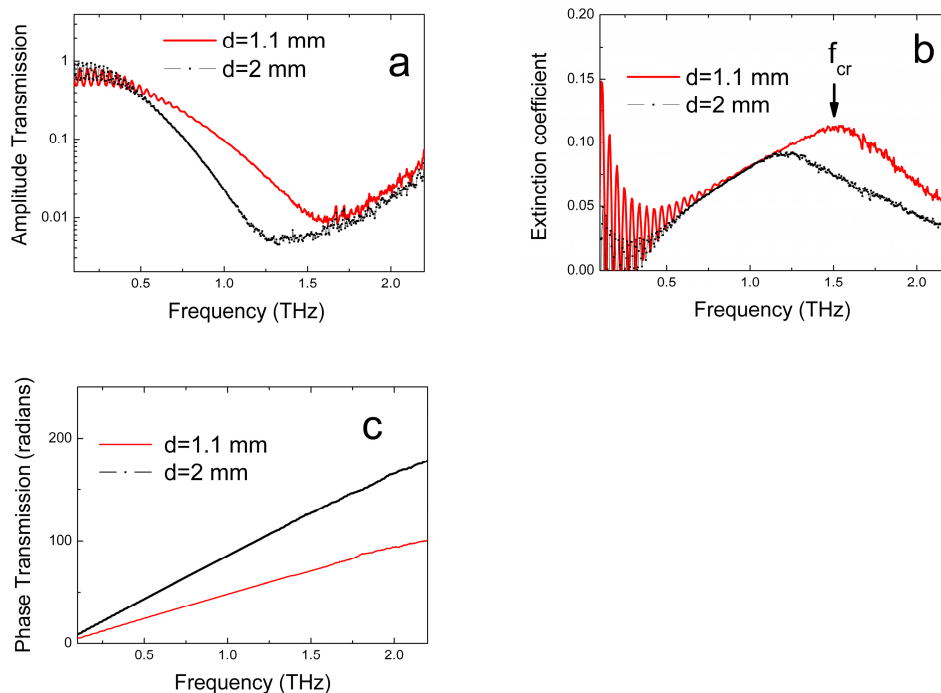 Amplitude Transmission
1
0.1
0.01
d=1.1 mm
d=2 mm
a
0.5 1.0 1.5 2.0
Frequency (THz)
Extinction coefficient
0.20
0.15
0.10
0.05
0.00
d=1.1 mm
d=2 mm
f_cr
b
0.5 1.0 1.5 2.0
Frequency (THz)
Phase Transmission (radians)
200
100
0
d=1.1 mm
d=2 mm
c
0.5 1.0 1.5 2.0
Frequency (THz)